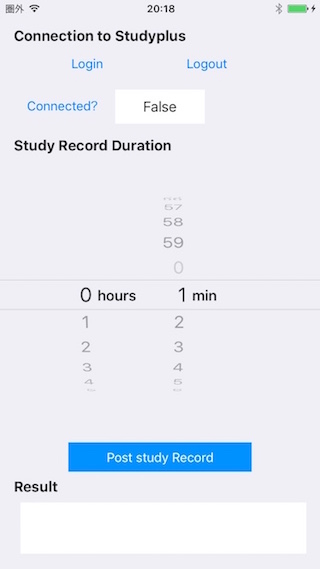 圏外 20:18
Connection to Studyplus
Login Logout
Connected? False
Study Record Duration
57
58
59
0
0 hours 1 min
1 2
2 3
3 4
4 5
Post study Record
Result